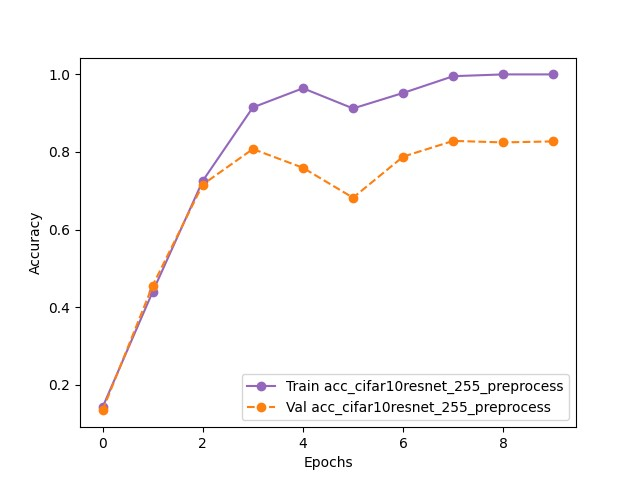 1.0
0.8
0.6
0.4
0.2
Accuracy
0 2 4 6 8
Epochs
Train acc_cifar10resnet_255_preprocess
Val acc_cifar10resnet_255_preprocess